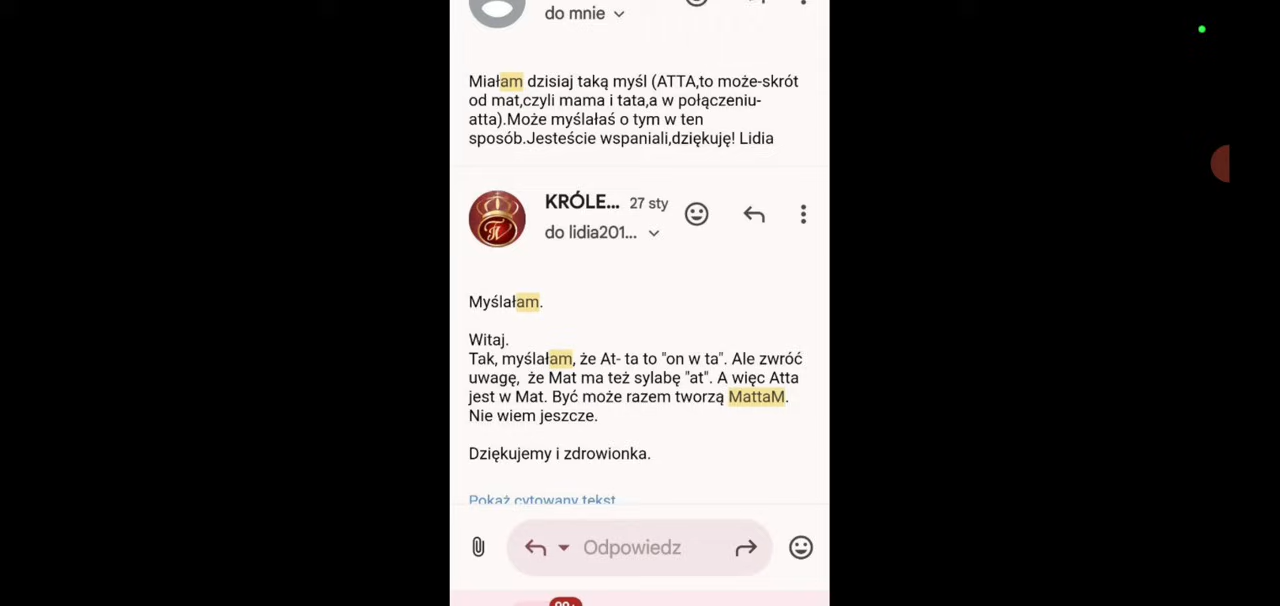 do mnie
Miałam dzisiaj taką myśl (ATTA,to może-skrót
od mat,czyli mama i tata,a w połączeniu-
atta).Może myślałaś o tym w ten
sposób.Jesteście wspaniali,dziękuję! Lidia
KRÓLE... 27 sty
do lidia201...
Myślałam.
Witaj.
Tak, myślałam, że At- ta to "on w ta". Ale zwróć
uwagę, że Mat ma też sylabę "at". A więc Atta
jest w Mat. Być może razem tworzą MattaM.
Nie wiem jeszcze.
Dziękujemy i zdrowionka.
Pokaż cytowany tekst
Odpowiedz